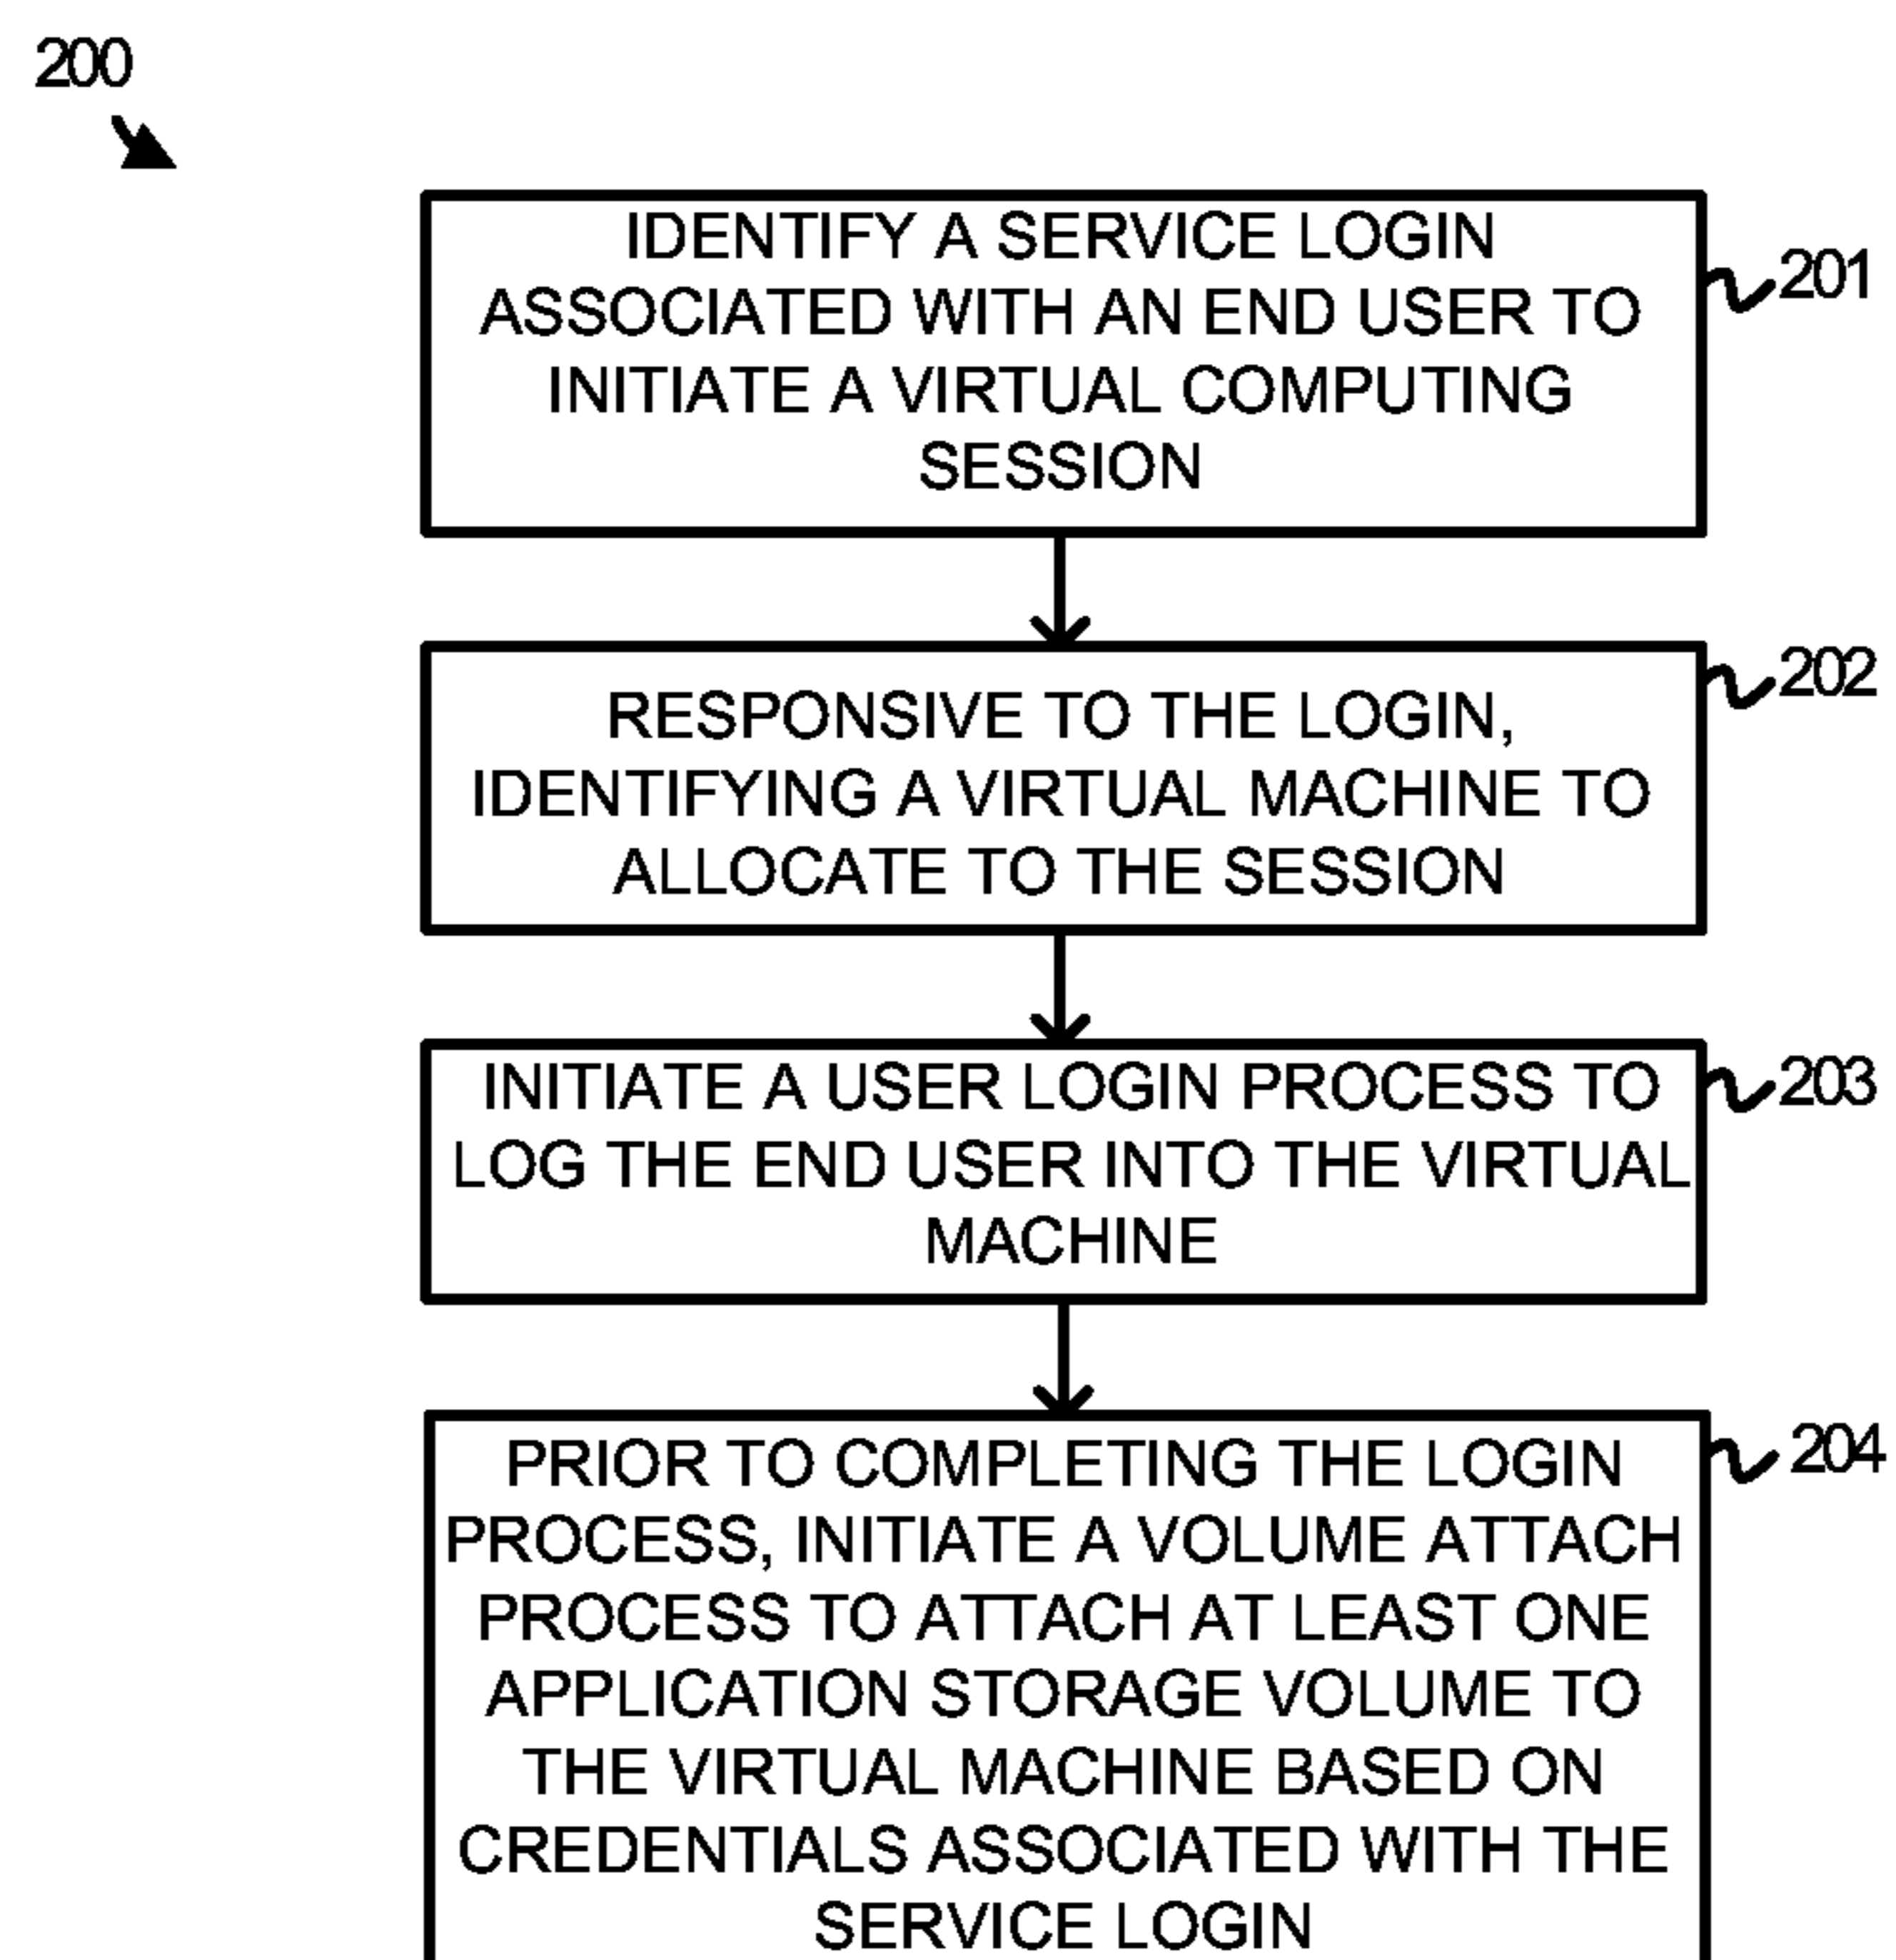 200
IDENTIFY A SERVICE LOGIN
ASSOCIATED WITH AN END USER TO
INITIATE A VIRTUAL COMPUTING
SESSION
201
RESPONSIVE TO THE LOGIN,
IDENTIFYING A VIRTUAL MACHINE TO
ALLOCATE TO THE SESSION
202
INITIATE A USER LOGIN PROCESS TO
LOG THE END USER INTO THE VIRTUAL
MACHINE
203
PRIOR TO COMPLETING THE LOGIN
PROCESS, INITIATE A VOLUME ATTACH
PROCESS TO ATTACH AT LEAST ONE
APPLICATION STORAGE VOLUME TO
THE VIRTUAL MACHINE BASED ON
CREDENTIALS ASSOCIATED WITH THE
SERVICE LOGIN
204